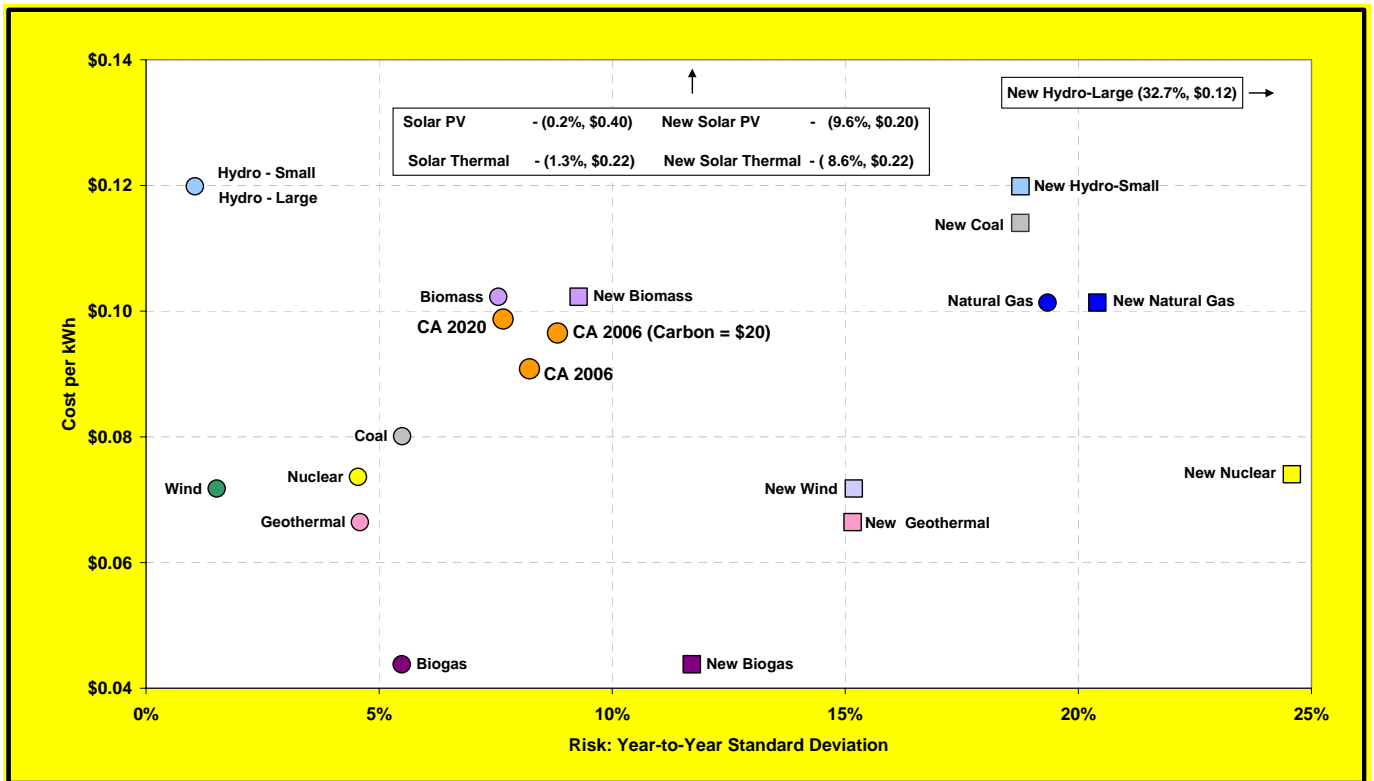 $0.14
New Hydro-Large (32.7%, $0.12)
Solar PV - (0.2%, $0.40) New Solar PV - (9.6%, $0.20)
Solar Thermal - (1.3%, $0.22) New Solar Thermal - ( 8.6%, $0.22)
$0.12
Hydro - Small
Hydro - Large
New Hydro-Small
New Coal
Biomass
New Biomass
Natural Gas
New Natural Gas
$0.10
CA 2020
CA 2006 (Carbon = $20)
CA 2006
Cost per kWh
$0.08
Coal
Nuclear
New Nuclear
Wind
New Wind
Geothermal
New Geothermal
$0.06
Biogas
New Biogas
$0.04
0% 5% 10% 15% 20% 25%
Risk: Year-to-Year Standard Deviation